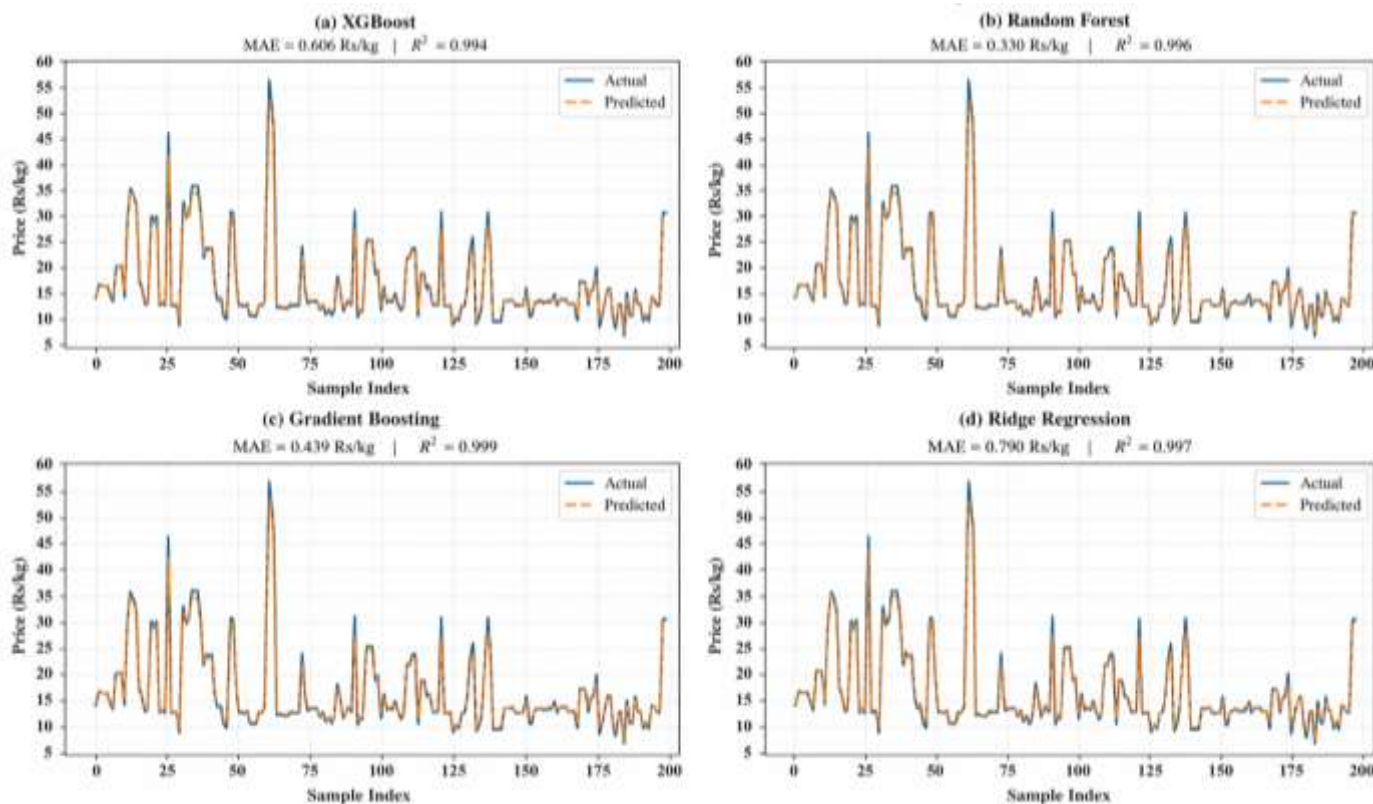 (a) XGBoost
MAE = 0.606 Rs/kg | R² = 0.994
60
55
50
45
40
35
30
25
20
15
10
5
Price (Rs/kg)
Actual
Predicted
0 25 50 75 100 125 150 175 200
Sample Index
(b) Random Forest
MAE = 0.330 Rs/kg | R² = 0.996
60
55
50
45
40
35
30
25
20
15
10
5
Price (Rs/kg)
Actual
Predicted
0 25 50 75 100 125 150 175 200
Sample Index
(c) Gradient Boosting
MAE = 0.439 Rs/kg | R² = 0.999
60
55
50
45
40
35
30
25
20
15
10
5
Price (Rs/kg)
Actual
Predicted
0 25 50 75 100 125 150 175 200
Sample Index
(d) Ridge Regression
MAE = 0.790 Rs/kg | R² = 0.997
60
55
50
45
40
35
30
25
20
15
10
5
Price (Rs/kg)
Actual
Predicted
0 25 50 75 100 125 150 175 200
Sample Index